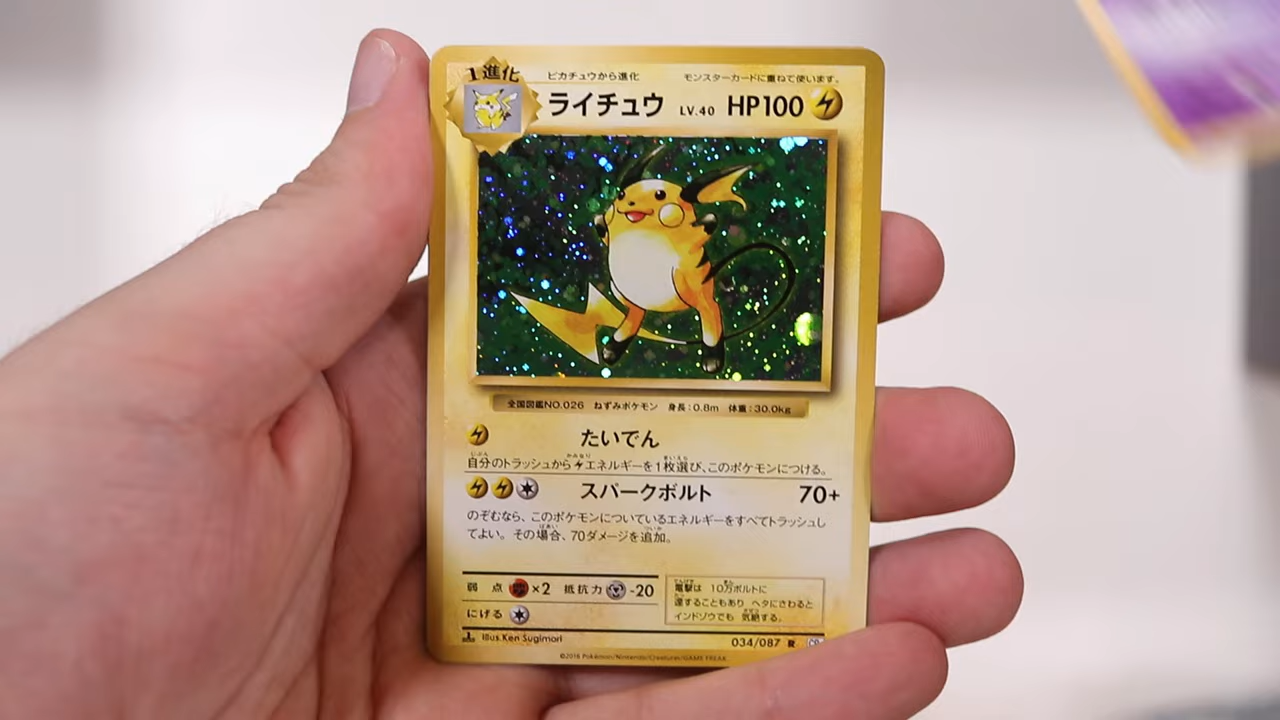 1進化 ピカチュウから進化 モンスターカードに重ねて使います。
ライチュウ LV.40 HP100
全国図鑑NO.026 ねずみポケモン 身長:0.8m 体重:30.0kg
たいでん
自分のトラッシュからエネルギーを1枚選び、このポケモンにつける。
スパークボルト 70+
のぞむなら、このポケモンについているエネルギーをすべてトラッシュし
てよい。その場合、70ダメージを追加。
弱点 ×2 抵抗力 -20
にげる
電撃は 10万ボルトに
達することもあり ヘタにさわると
インドゾウでも 気絶する。
Illus.Ken Sugimori
034/087 R
©2016 Pokémon/Nintendo/Creatures/GAME FREAK